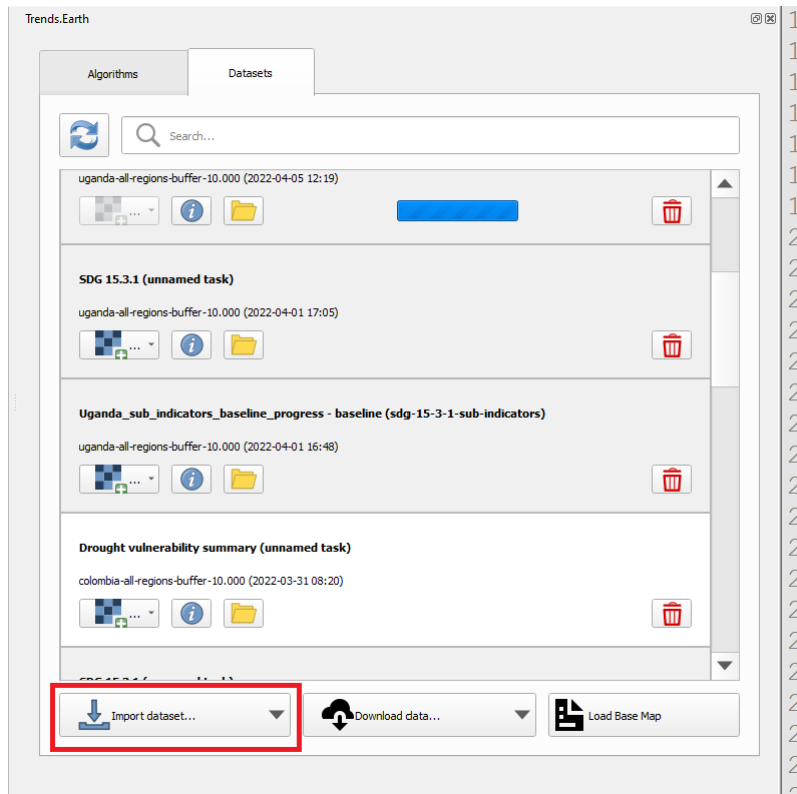 Trends.Earth
Algorithms
Datasets
Search...
uganda-all-regions-buffer-10.000 (2022-04-05 12:19)
...
SDG 15.3.1 (unnamed task)
uganda-all-regions-buffer-10.000 (2022-04-01 17:05)
...
Uganda_sub_indicators_baseline_progress - baseline (sdg-15-3-1-sub-indicators)
uganda-all-regions-buffer-10.000 (2022-04-01 16:48)
...
Drought vulnerability summary (unnamed task)
colombia-all-regions-buffer-10.000 (2022-03-31 08:20)
...
Import dataset...
Download data...
Load Base Map